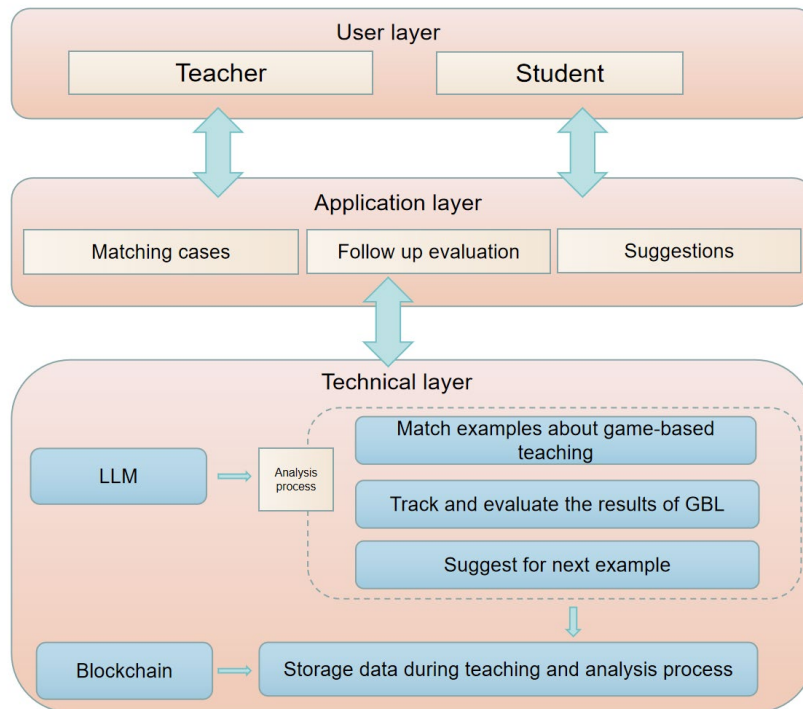 User layer
Teacher
Student
Application layer
Matching cases
Follow up evaluation
Suggestions
Technical layer
LLM
Analysis
process
Match examples about game-based
teaching
Track and evaluate the results of GBL
Suggest for next example
Blockchain
Storage data during teaching and analysis process